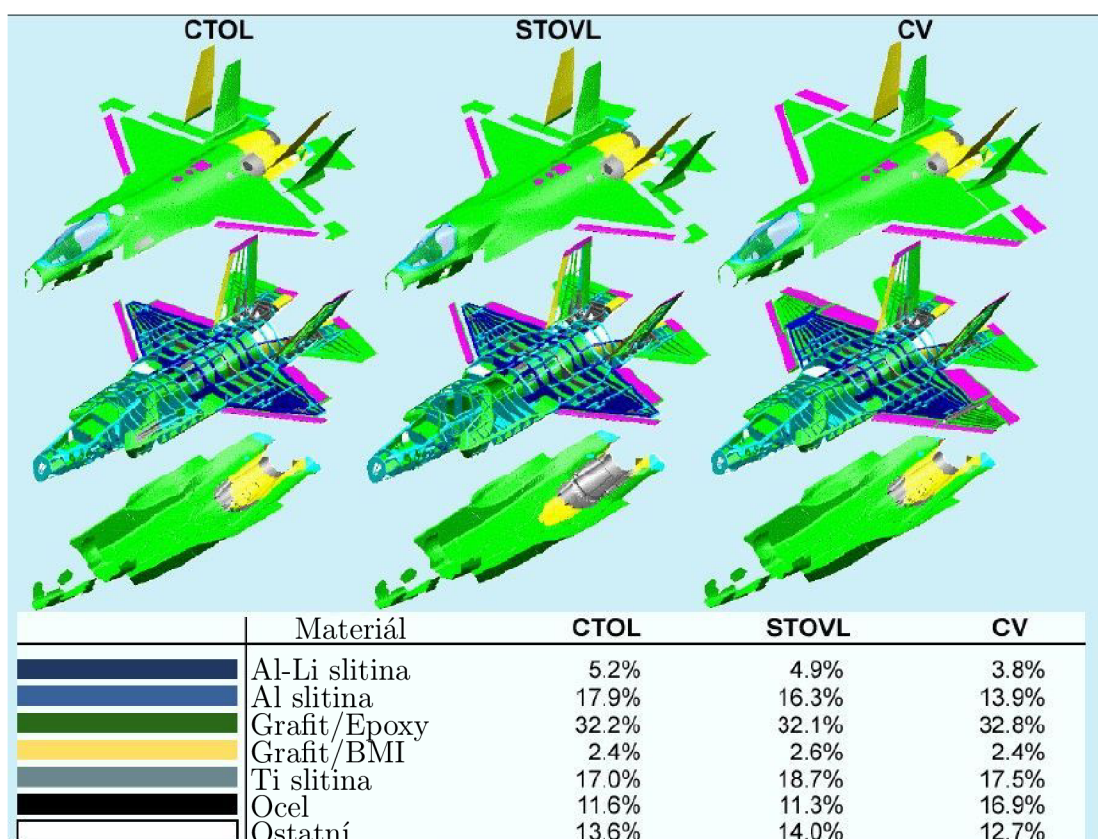 CTOL STOVL CV
Materiál CTOL STOVL CV
Al-Li slitina 5.2% 4.9% 3.8%
Al slitina 17.9% 16.3% 13.9%
Grafit/Epoxy 32.2% 32.1% 32.8%
Grafit/BMI 2.4% 2.6% 2.4%
Ti slitina 17.0% 18.7% 17.5%
Ocel 11.6% 11.3% 16.9%
Ostatní 13.6% 14.0% 12.7%